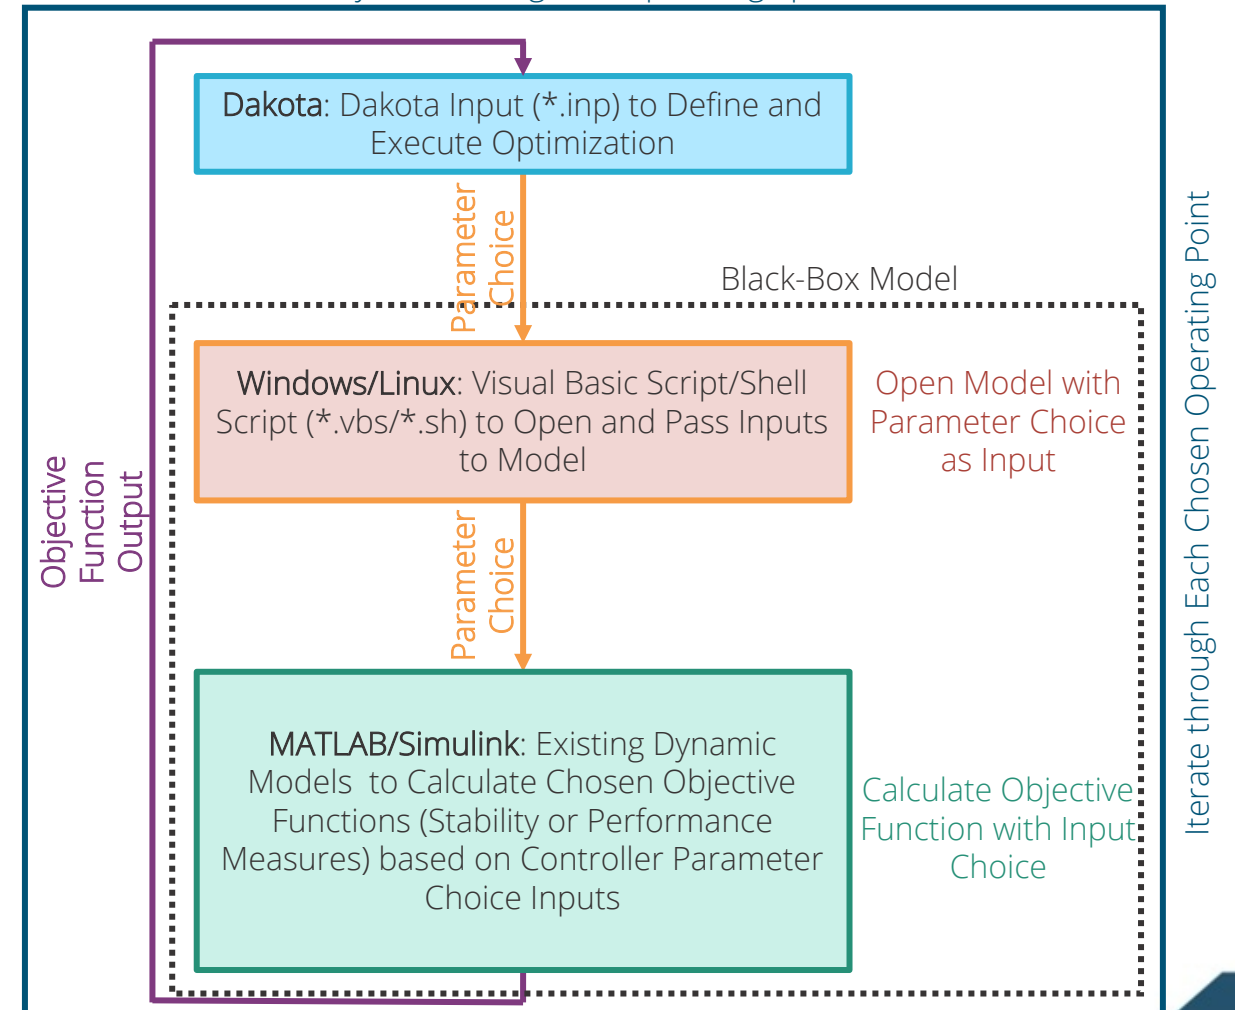 Dakota: Dakota Input (*.inp) to Define and
Execute Optimization
Parameter
Choice
Black-Box Model
Windows/Linux: Visual Basic Script/Shell
Script (*.vbs/*.sh) to Open and Pass Inputs
to Model
Open Model with
Parameter Choice
as Input
Objective
Function
Output
Parameter
Choice
MATLAB/Simulink: Existing Dynamic
Models to Calculate Chosen Objective
Functions (Stability or Performance
Measures) based on Controller Parameter
Choice Inputs
Calculate Objective
Function with Input
Choice
Iterate through Each Chosen Operating Point